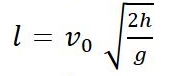 l = v₀ √(2h/g)